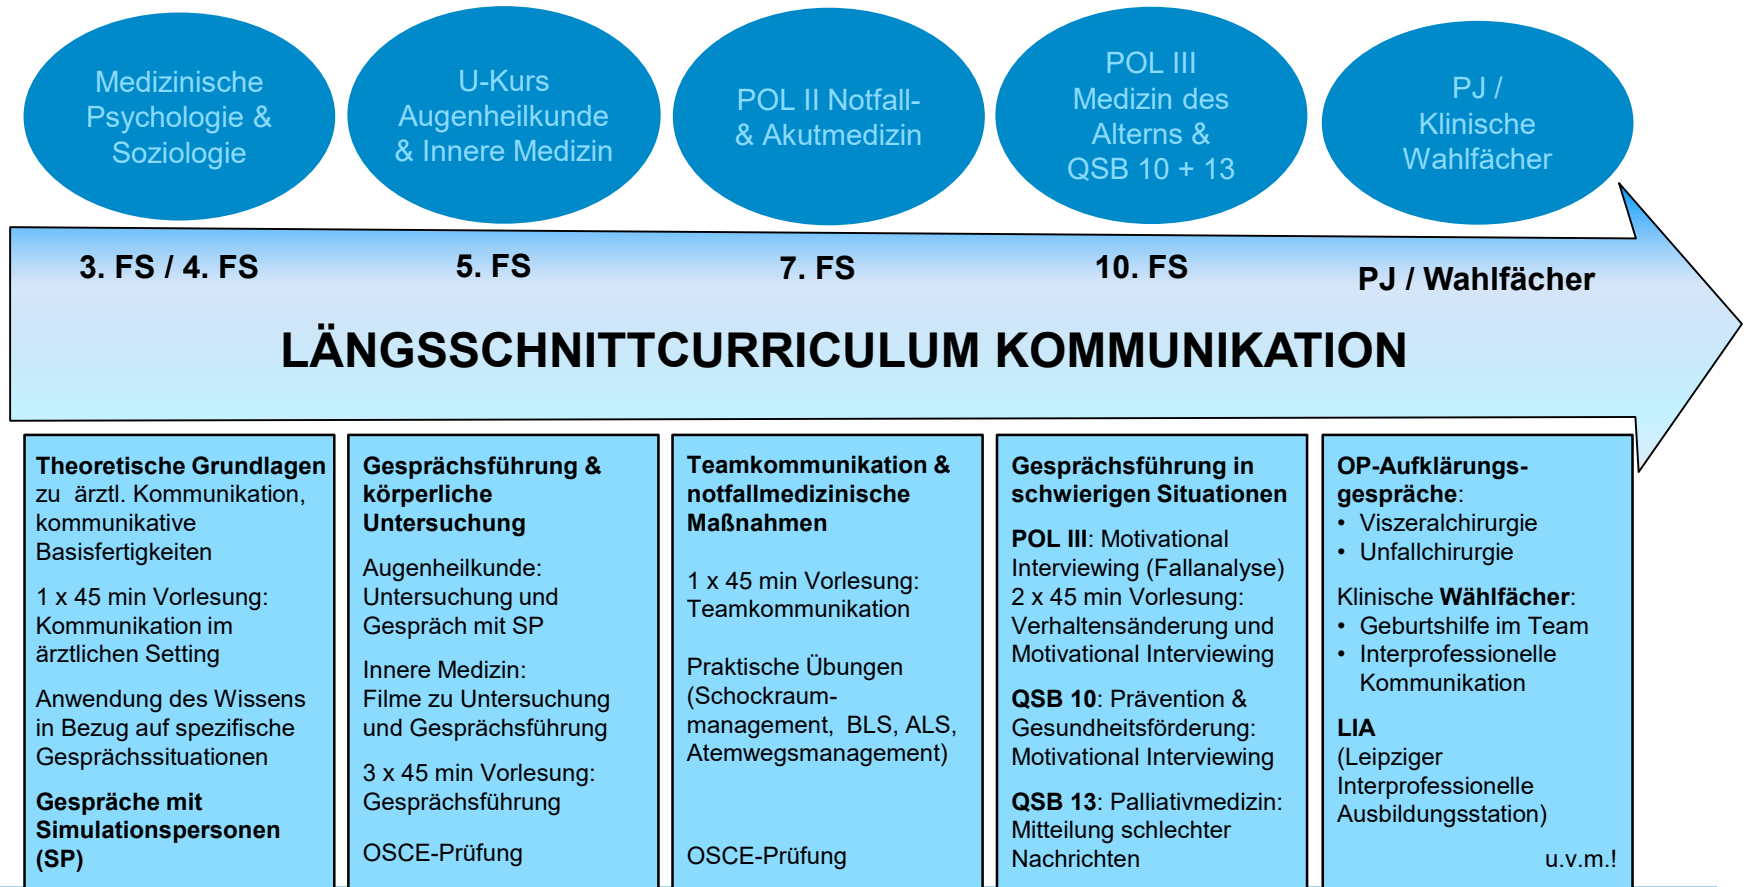 Medizinische
Psychologie &
Soziologie
U-Kurs
Augenheilkunde
& Innere Medizin
POL II Notfall-
& Akutmedizin
POL III
Medizin des
Alterns &
QSB 10 + 13
PJ /
Klinische
Wahlfächer
3. FS / 4. FS
5. FS
7. FS
10. FS
PJ / Wahlfächer
LÄNGSSCHNITTCURRICULUM KOMMUNIKATION
Theoretische Grundlagen
zu ärztl. Kommunikation,
kommunikative
Basisfertigkeiten
1 x 45 min Vorlesung:
Kommunikation im
ärztlichen Setting
Anwendung des Wissens
in Bezug auf spezifische
Gesprächssituationen
Gespräche mit
Simulationspersonen
(SP)
Gesprächsführung &
körperliche
Untersuchung
Augenheilkunde:
Untersuchung und
Gespräch mit SP
Innere Medizin:
Filme zu Untersuchung
und Gesprächsführung
3 x 45 min Vorlesung:
Gesprächsführung
OSCE-Prüfung
Teamkommunikation &
notfallmedizinische
Maßnahmen
1 x 45 min Vorlesung:
Teamkommunikation
Praktische Übungen
(Schockraum-
management, BLS, ALS,
Atemwegsmanagement)
OSCE-Prüfung
Gesprächsführung in
schwierigen Situationen
POL III: Motivational
Interviewing (Fallanalyse)
2 x 45 min Vorlesung:
Verhaltensänderung und
Motivational Interviewing
QSB 10: Prävention &
Gesundheitsförderung:
Motivational Interviewing
QSB 13: Palliativmedizin:
Mitteilung schlechter
Nachrichten
OP-Aufklärungs-
gespräche:
• Viszeralchirurgie
• Unfallchirurgie
Klinische Wählfächer:
• Geburtshilfe im Team
• Interprofessionelle
Kommunikation
LIA
(Leipziger
Interprofessionelle
Ausbildungsstation)
u.v.m.!